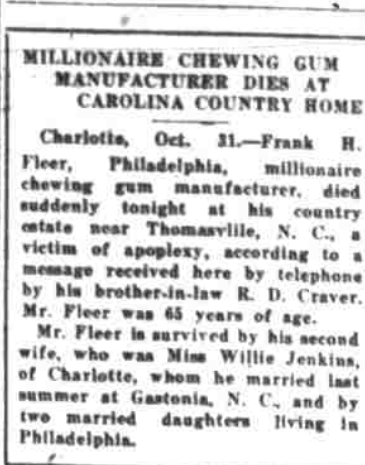 MILLIONAIRE CHEWING GUM
MANUFACTURER DIES AT
CAROLINA COUNTRY HOME
Charlotte, Oct. 31.—Frank H.
Fleer, Philadelphia, millionaire
chewing gum manufacturer, died
suddenly tonight at his country
estate near Thomasvlile, N. C., a
victim of apoplexy, according to a
message received here by telephone
by his brother-in-law R. D. Craver.
Mr. Fleer was 65 years of age.
Mr. Fleer is survived by his second
wife, who was Miss Willie Jenkins,
of Charlotte, whom he married last
summer at Gastonia, N. C., and by
two married daughters living in
Philadelphia.